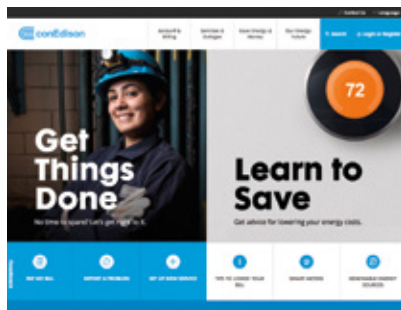 Contact Us Language
conEdison
Account & Billing
Services & Outages
Save Energy & Money
Our Energy Future
Search
Login or Register
72
Get
Things
Done
No time to spare? Let's get right to it.
Learn to
Save
Get advice for lowering your energy costs.
PAY MY BILL
REPORT A PROBLEM
SET UP NEW SERVICE
TIPS TO LOWER YOUR
BILL
SMART METERS
RENEWABLE ENERGY
SOURCES